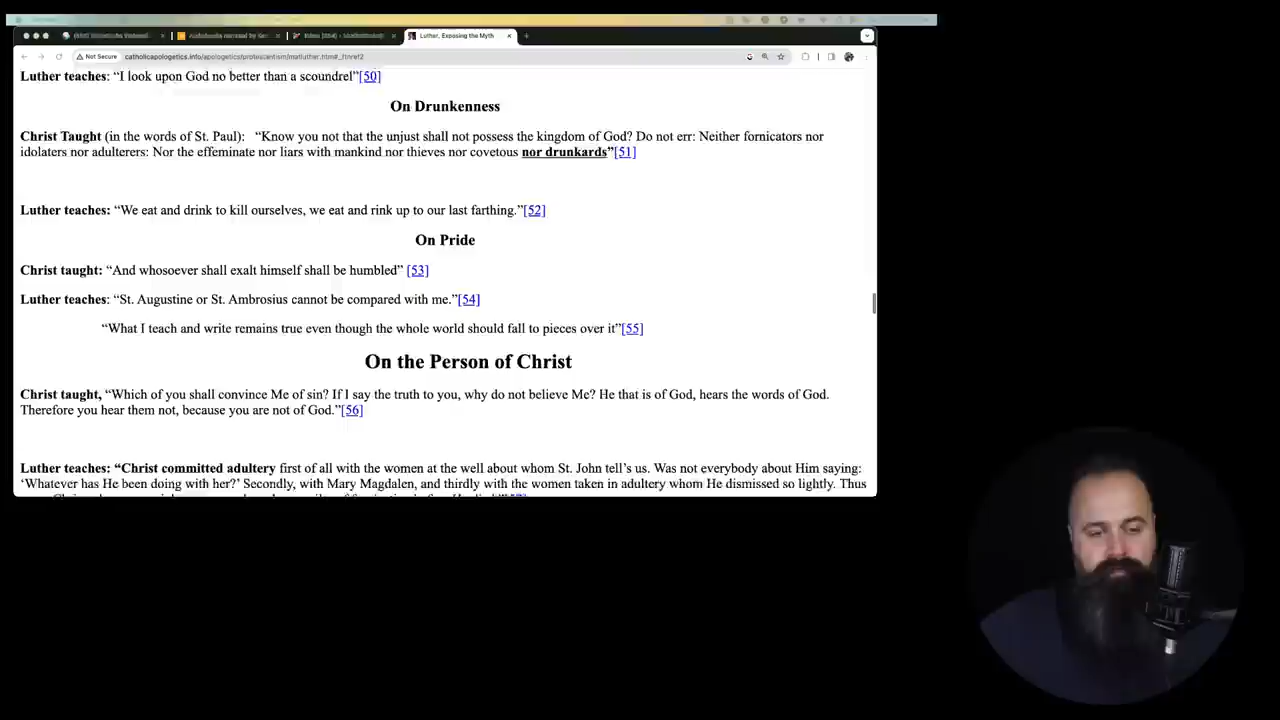 Luther, Exposing the Myth
Not Secure
catholicapologetics.info/apologetics/protestantism/matluther.htm#_ftnref2
Luther teaches: “I look upon God no better than a scoundrel”[50]
On Drunkenness
Christ Taught (in the words of St. Paul): “Know you not that the unjust shall not possess the kingdom of God? Do not err: Neither fornicators nor
idolaters nor adulterers: Nor the effeminate nor liars with mankind nor thieves nor covetous nor drunkards”[51]
Luther teaches: “We eat and drink to kill ourselves, we eat and rink up to our last farthing.”[52]
On Pride
Christ taught: “And whosoever shall exalt himself shall be humbled” [53]
Luther teaches: “St. Augustine or St. Ambrosius cannot be compared with me.”[54]
“What I teach and write remains true even though the whole world should fall to pieces over it”[55]
On the Person of Christ
Christ taught, “Which of you shall convince Me of sin? If I say the truth to you, why do not believe Me? He that is of God, hears the words of God.
Therefore you hear them not, because you are not of God.”[56]
Luther teaches: “Christ committed adultery first of all with the women at the well about whom St. John tell’s us. Was not everybody about Him saying:
‘Whatever has He been doing with her?’ Secondly, with Mary Magdalen, and thirdly with the women taken in adultery whom He dismissed so lightly. Thus